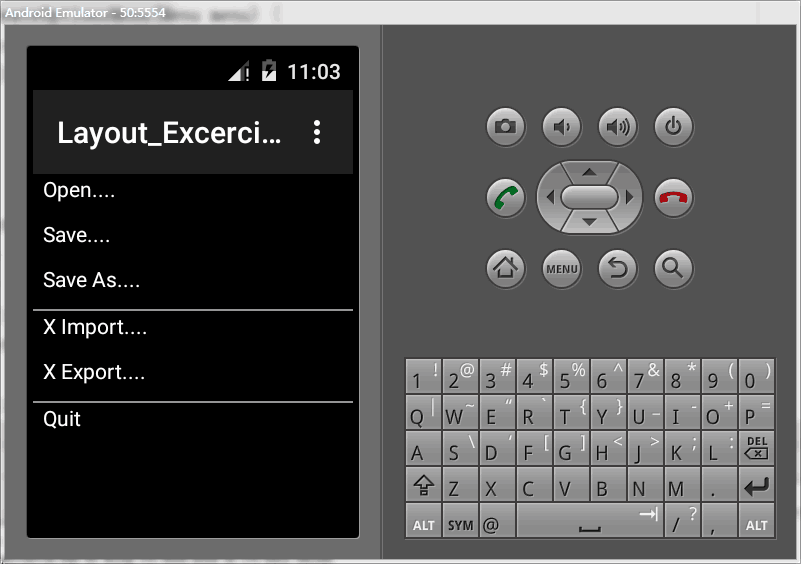 Android Emulator - 50:5554
11:03
Layout_Excerci...
Open....
Save....
Save As....
X Import....
X Export....
Quit
MENU
1 ! 2 @ 3 # 4 $ 5 % 6 ^ 7 & 8 * 9 ( 0 )
Q | W ~ E “ R ` T { Y } U _ I - O + P =
A S \ D ‘ F [ G ] H < J > K ; L : DEL
Z X C V B N M .
ALT SYM @ / ? , ALT